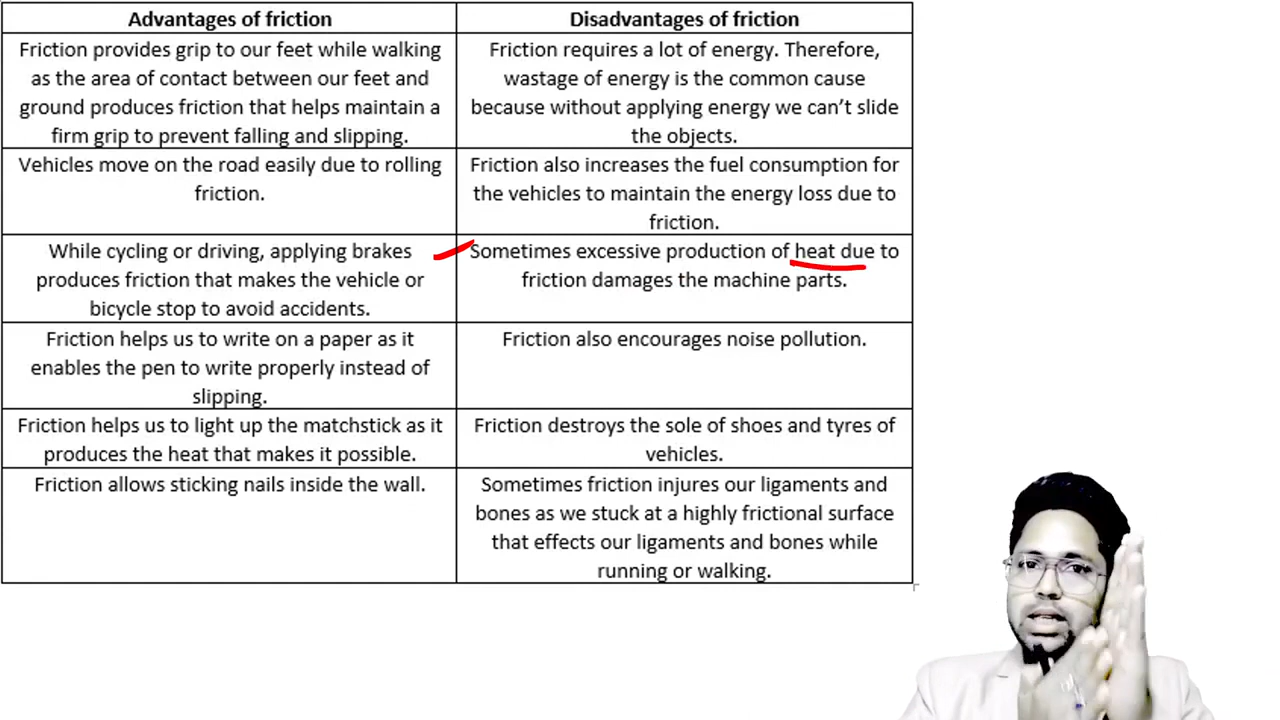 Advantages of friction
Disadvantages of friction
Friction provides grip to our feet while walking
as the area of contact between our feet and
ground produces friction that helps maintain a
firm grip to prevent falling and slipping.
Friction requires a lot of energy. Therefore,
wastage of energy is the common cause
because without applying energy we can’t slide
the objects.
Vehicles move on the road easily due to rolling
friction.
Friction also increases the fuel consumption for
the vehicles to maintain the energy loss due to
friction.
While cycling or driving, applying brakes
produces friction that makes the vehicle or
bicycle stop to avoid accidents.
Sometimes excessive production of heat due to
friction damages the machine parts.
Friction helps us to write on a paper as it
enables the pen to write properly instead of
slipping.
Friction also encourages noise pollution.
Friction helps us to light up the matchstick as it
produces the heat that makes it possible.
Friction destroys the sole of shoes and tyres of
vehicles.
Friction allows sticking nails inside the wall.
Sometimes friction injures our ligaments and
bones as we stuck at a highly frictional surface
that effects our ligaments and bones while
running or walking.